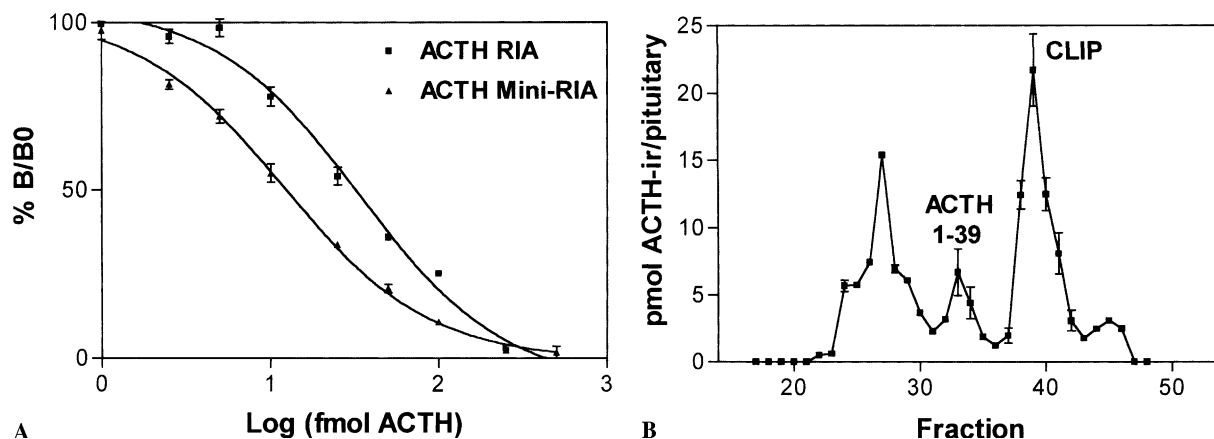 100
50
0
% B/B0
ACTH RIA
ACTH Mini-RIA
0
1
2
3
Log (fmol ACTH)
A
25
20
15
10
5
0
pmol ACTH-ir/pituitary
CLIP
ACTH
1-39
20
30
40
50
Fraction
B